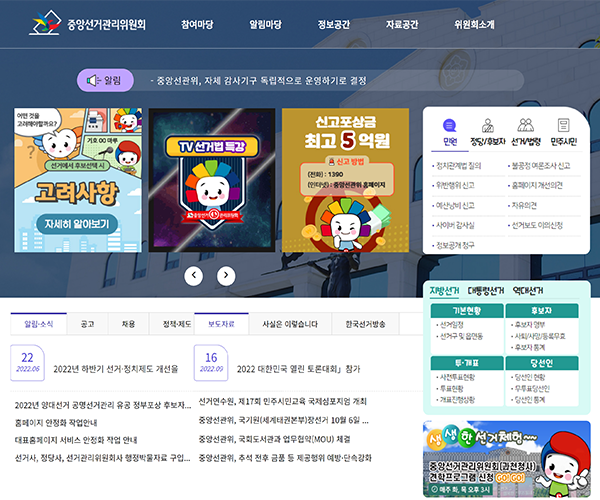 중앙선거관리위원회
참여마당 알림마당 정보공간 자료공간 위원회소개
알림 - 중앙선관위, 자체 감사기구 독립적으로 운영하기로 결정
어떤 것을
고려해야할까요?
기호 00 마루
선거에서 후보선택 시
고려사항
자세히 알아보기
TV 선거법 특강
중앙선거 관리위원회
신고포상금
최고 5 억원
신고 방법
(전화) : 1390
(인터넷) : 중앙선관위 홈페이지
민원 정당/후보자 선거/법령 민주시민
정치관계법 질의 불공정 여론조사 신고
위반행위 신고 홈페이지 개선의견
예산낭비 신고 자유의견
사이버 감사실 선거보도 이의신청
정보공개 청구
지방선거 대통령선거 역대선거
기본현황 후보자
선거일정 후보자 명부
선거구 및 읍면동 사퇴/사망/등록무효
후보자 통계
투·개표 당선인
사전투표현황 당선인 현황
투표현황 무투표당선인
개표진행상황 당선인 통계
알림·소식 공고 채용 정책·제도
보도자료 사실은 이렇습니다 한국선거방송
22
2022.06
2022년 하반기 선거·정치제도 개선을
16
2022.09
2022 대한민국 열린 토론대회」 참가
2022년 양대선거 공명선거관리 유공 정부포상 후보자...
홈페이지 안정화 작업안내
대표홈페이지 서비스 안정화 작업 안내
선거사, 정당사, 선거관리위원회사 행정박물자료 구입...
선거연수원, 제17회 민주시민교육 국제심포지엄 개최
중앙선관위, 국기원(세계태권본부)장선거 10월 6일 ...
중앙선관위, 국회도서관과 업무협약(MOU) 체결
중앙선관위, 추석 전후 금품 등 제공행위 예방·단속강화
생생한 선거체험~~
중앙선거관리위원회(과천청사)
견학프로그램 신청 GO! GO!
매주 화, 목 오후 3시